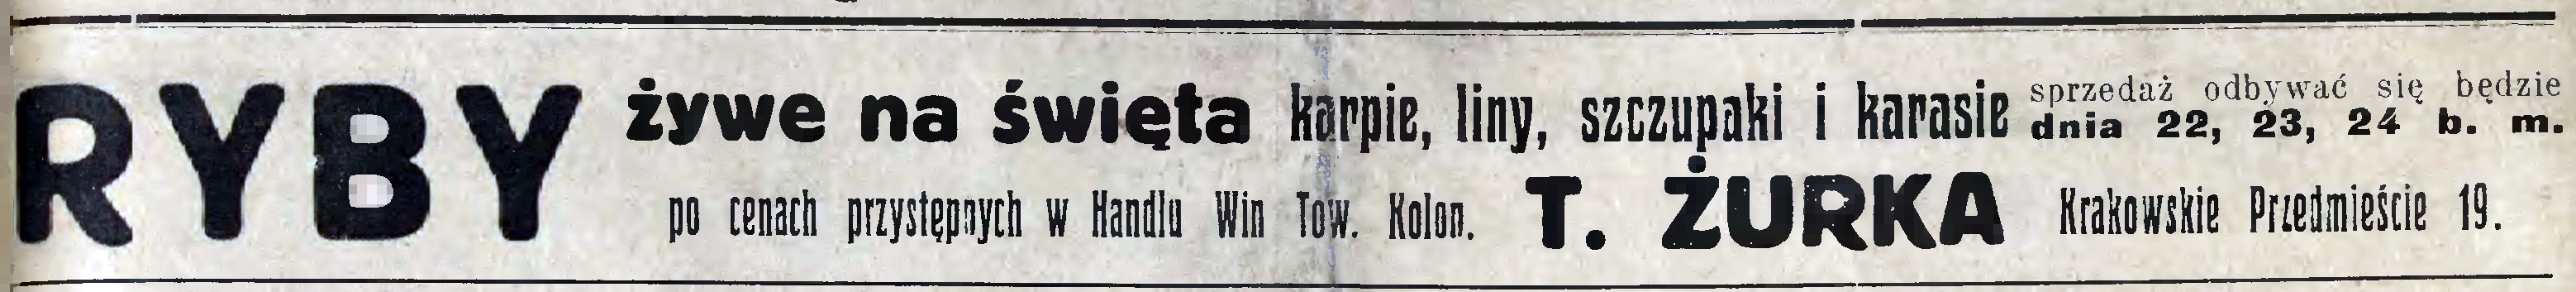 RYBY żywe na święta karpie, liny, szczupaki i karasie sprzedaż odbywać się będzie
dnia 22, 23, 24 b. m.
po cenach przystępnych w Handlu Win Tow. Kolon. T. ŻURKA Krakowskie Przedmieście 19.